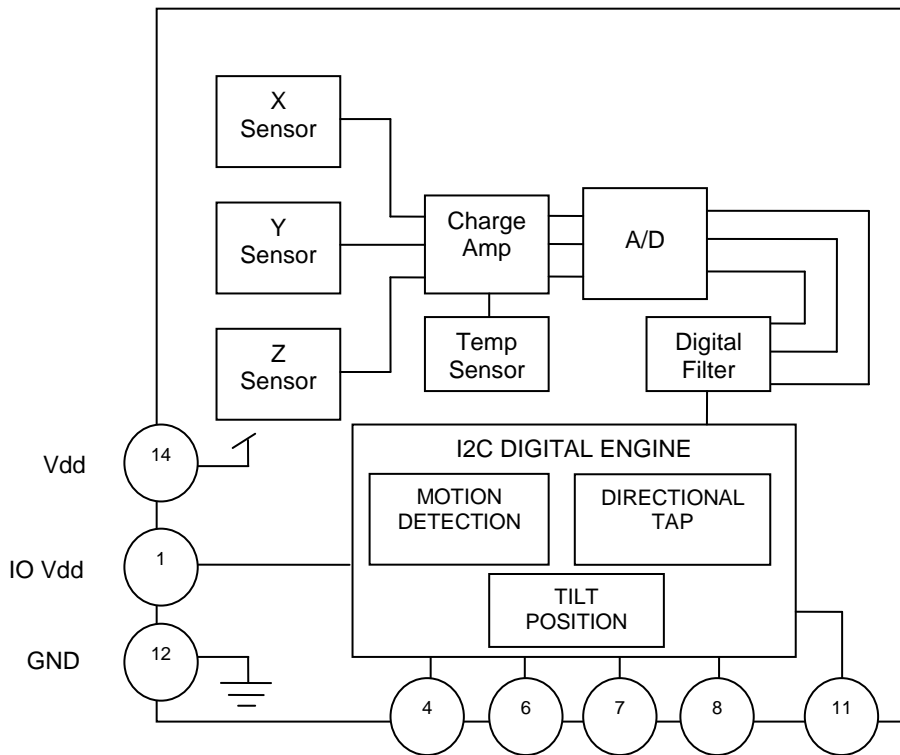 X
Sensor
Y
Sensor
Z
Sensor
Charge
Amp
A/D
Temp
Sensor
Digital
Filter
I2C DIGITAL ENGINE
MOTION
DETECTION
DIRECTIONAL
TAP
TILT
POSITION
Vdd
14
IO Vdd
1
GND
12
4
6
7
8
11